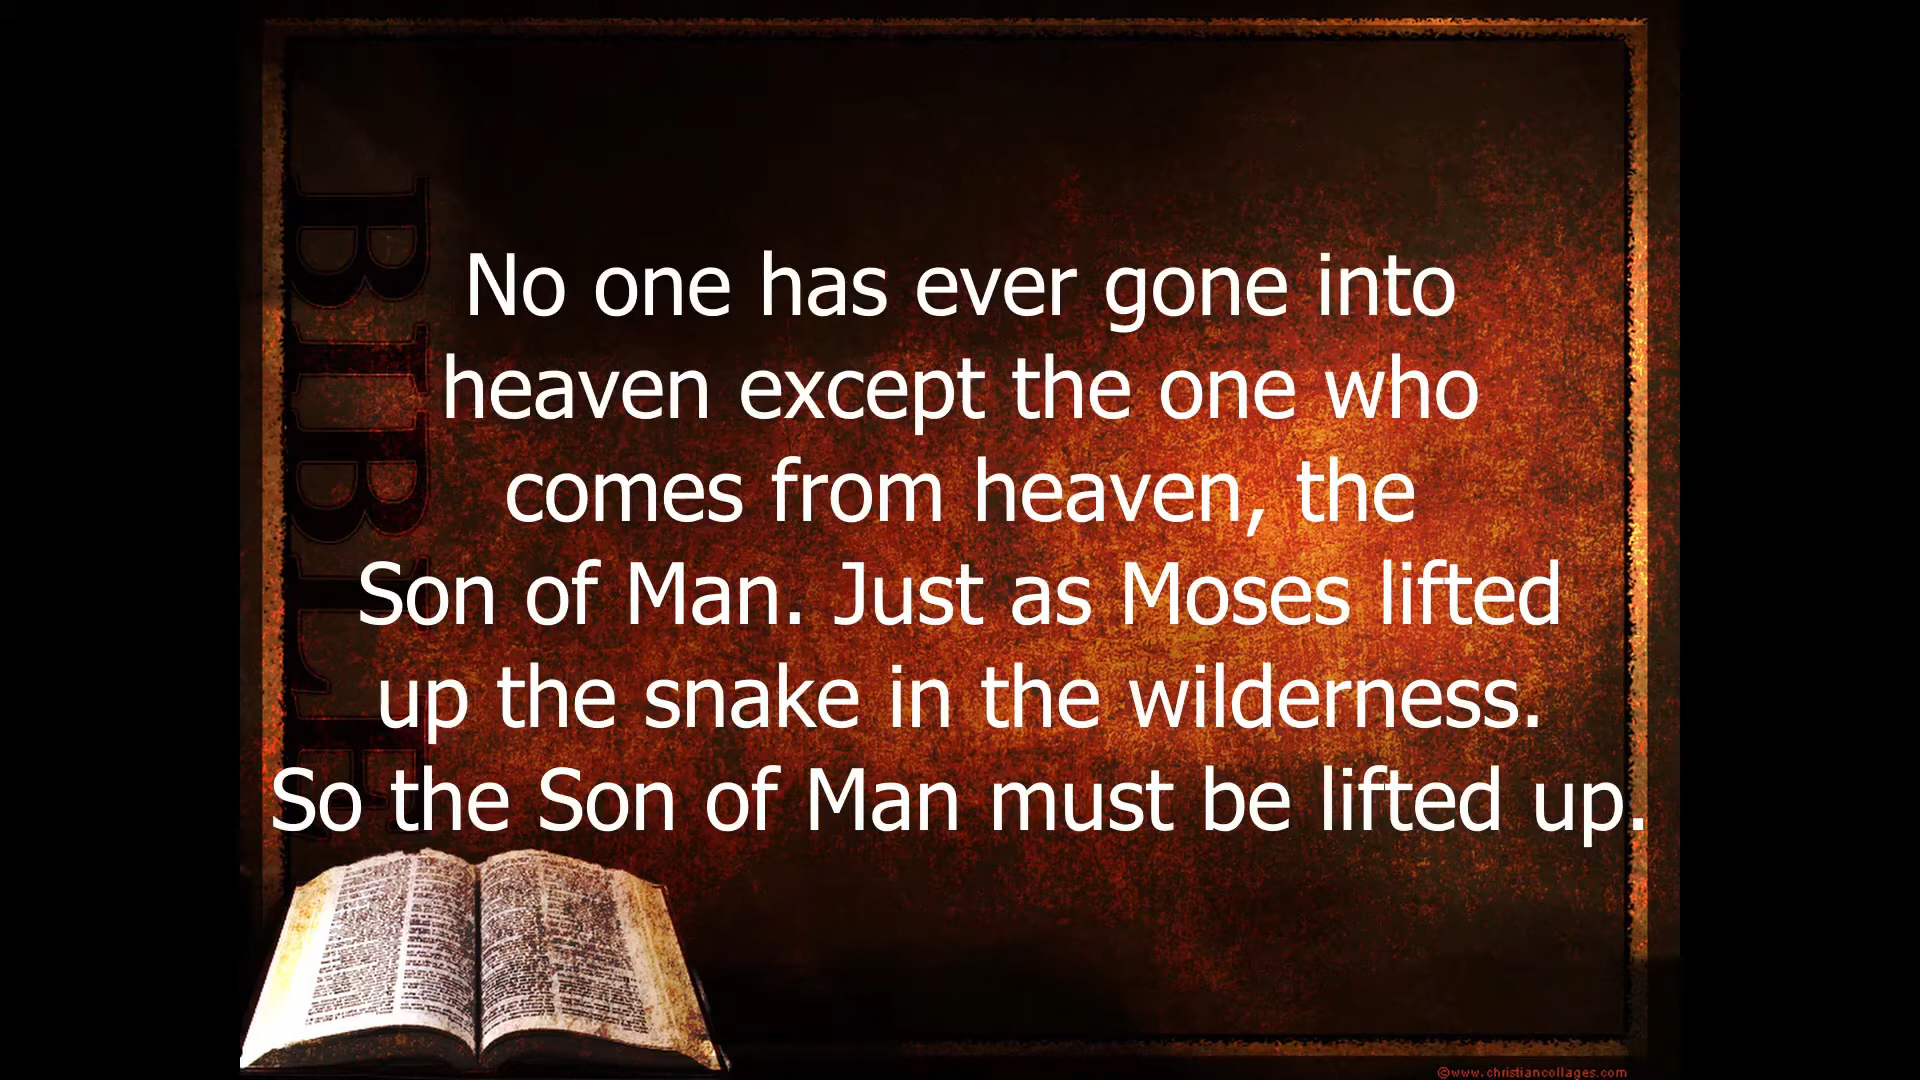 BIBLE
No one has ever gone into
heaven except the one who
comes from heaven, the
Son of Man. Just as Moses lifted
up the snake in the wilderness.
So the Son of Man must be lifted up.
©www.christiancollages.com